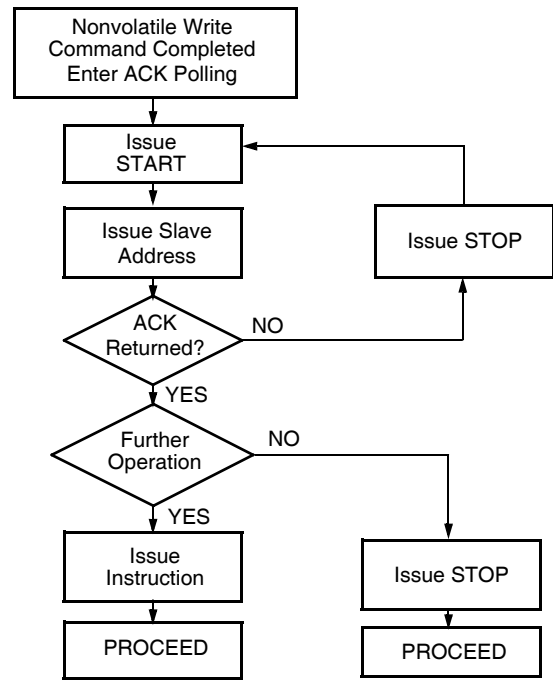 Nonvolatile Write
Command Completed
Enter ACK Polling
Issue
START
Issue Slave
Address
Issue STOP
ACK
Returned?
NO
YES
Further
Operation
NO
YES
Issue
Instruction
Issue STOP
PROCEED
PROCEED